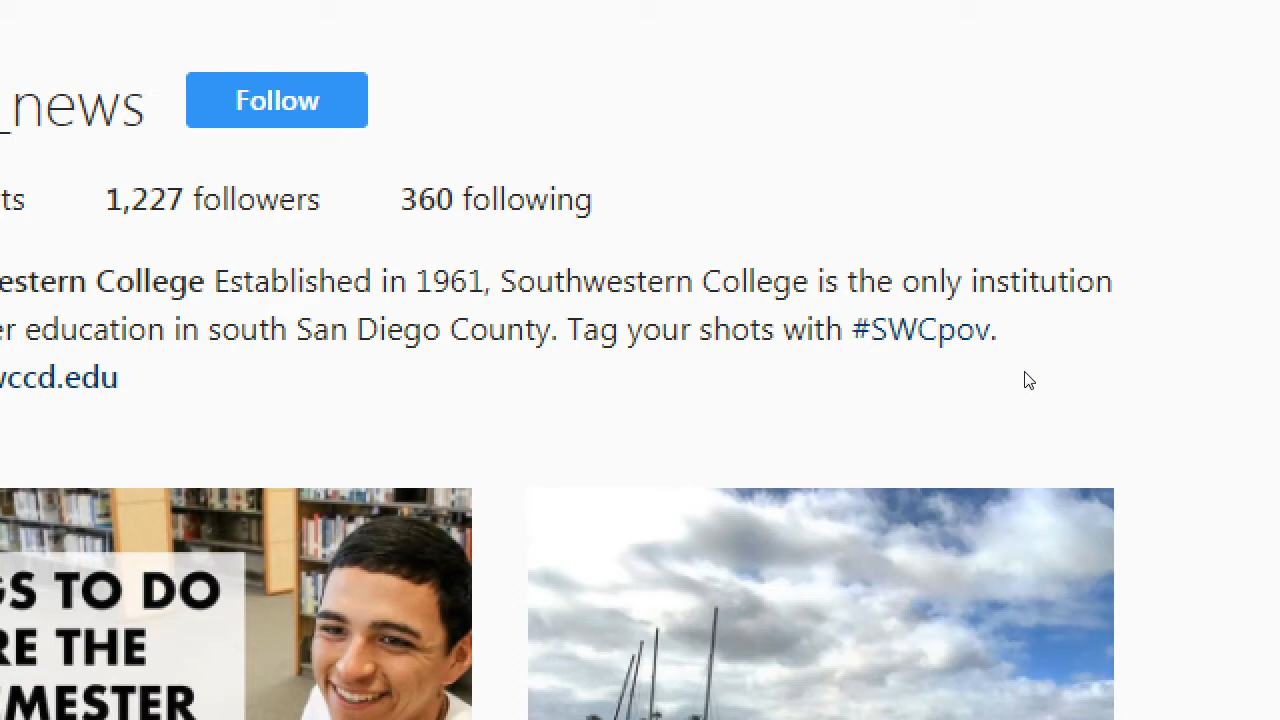 _news
Follow
ts
1,227 followers
360 following
estern College Established in 1961, Southwestern College is the only institution
er education in south San Diego County. Tag your shots with #SWCpov.
wccd.edu
GS TO DO
RE THE
EMESTER